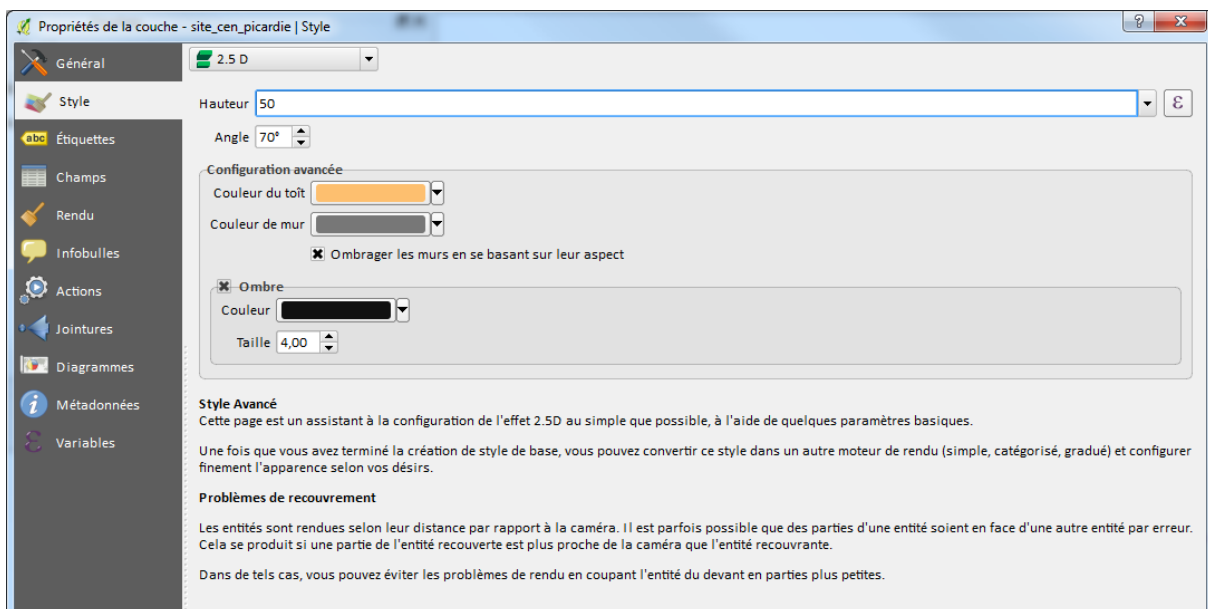 Propriétés de la couche - site_cen_picardie | Style
Général
2.5 D
Style
Hauteur 50
ε
abc Étiquettes
Angle 70°
Champs
Configuration avancée
Couleur du toît
Rendu
Couleur de mur
Infobulles
Ombrager les murs en se basant sur leur aspect
Actions
Ombre
Couleur
Jointures
Taille 4,00
Diagrammes
Métadonnées
Variables
Style Avancé
Cette page est un assistant à la configuration de l'effet 2.5D au simple que possible, à l'aide de quelques paramètres basiques.
Une fois que vous avez terminé la création de style de base, vous pouvez convertir ce style dans un autre moteur de rendu (simple, catégorisé, gradué) et configurer
finement l'apparence selon vos désirs.
Problèmes de recouvrement
Les entités sont rendues selon leur distance par rapport à la caméra. Il est parfois possible que des parties d'une entité soient en face d'une autre entité par erreur.
Cela se produit si une partie de l'entité recouverte est plus proche de la caméra que l'entité recouvrante.
Dans de tels cas, vous pouvez éviter les problèmes de rendu en coupant l'entité du devant en parties plus petites.